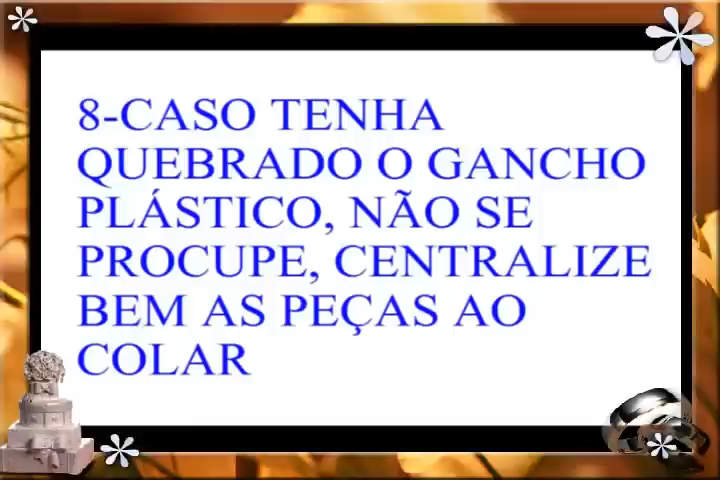 8-CASO TENHA
QUEBRADO O GANCHO
PLÁSTICO, NÃO SE
PROCUPE, CENTRALIZE
BEM AS PEÇAS AO
COLAR